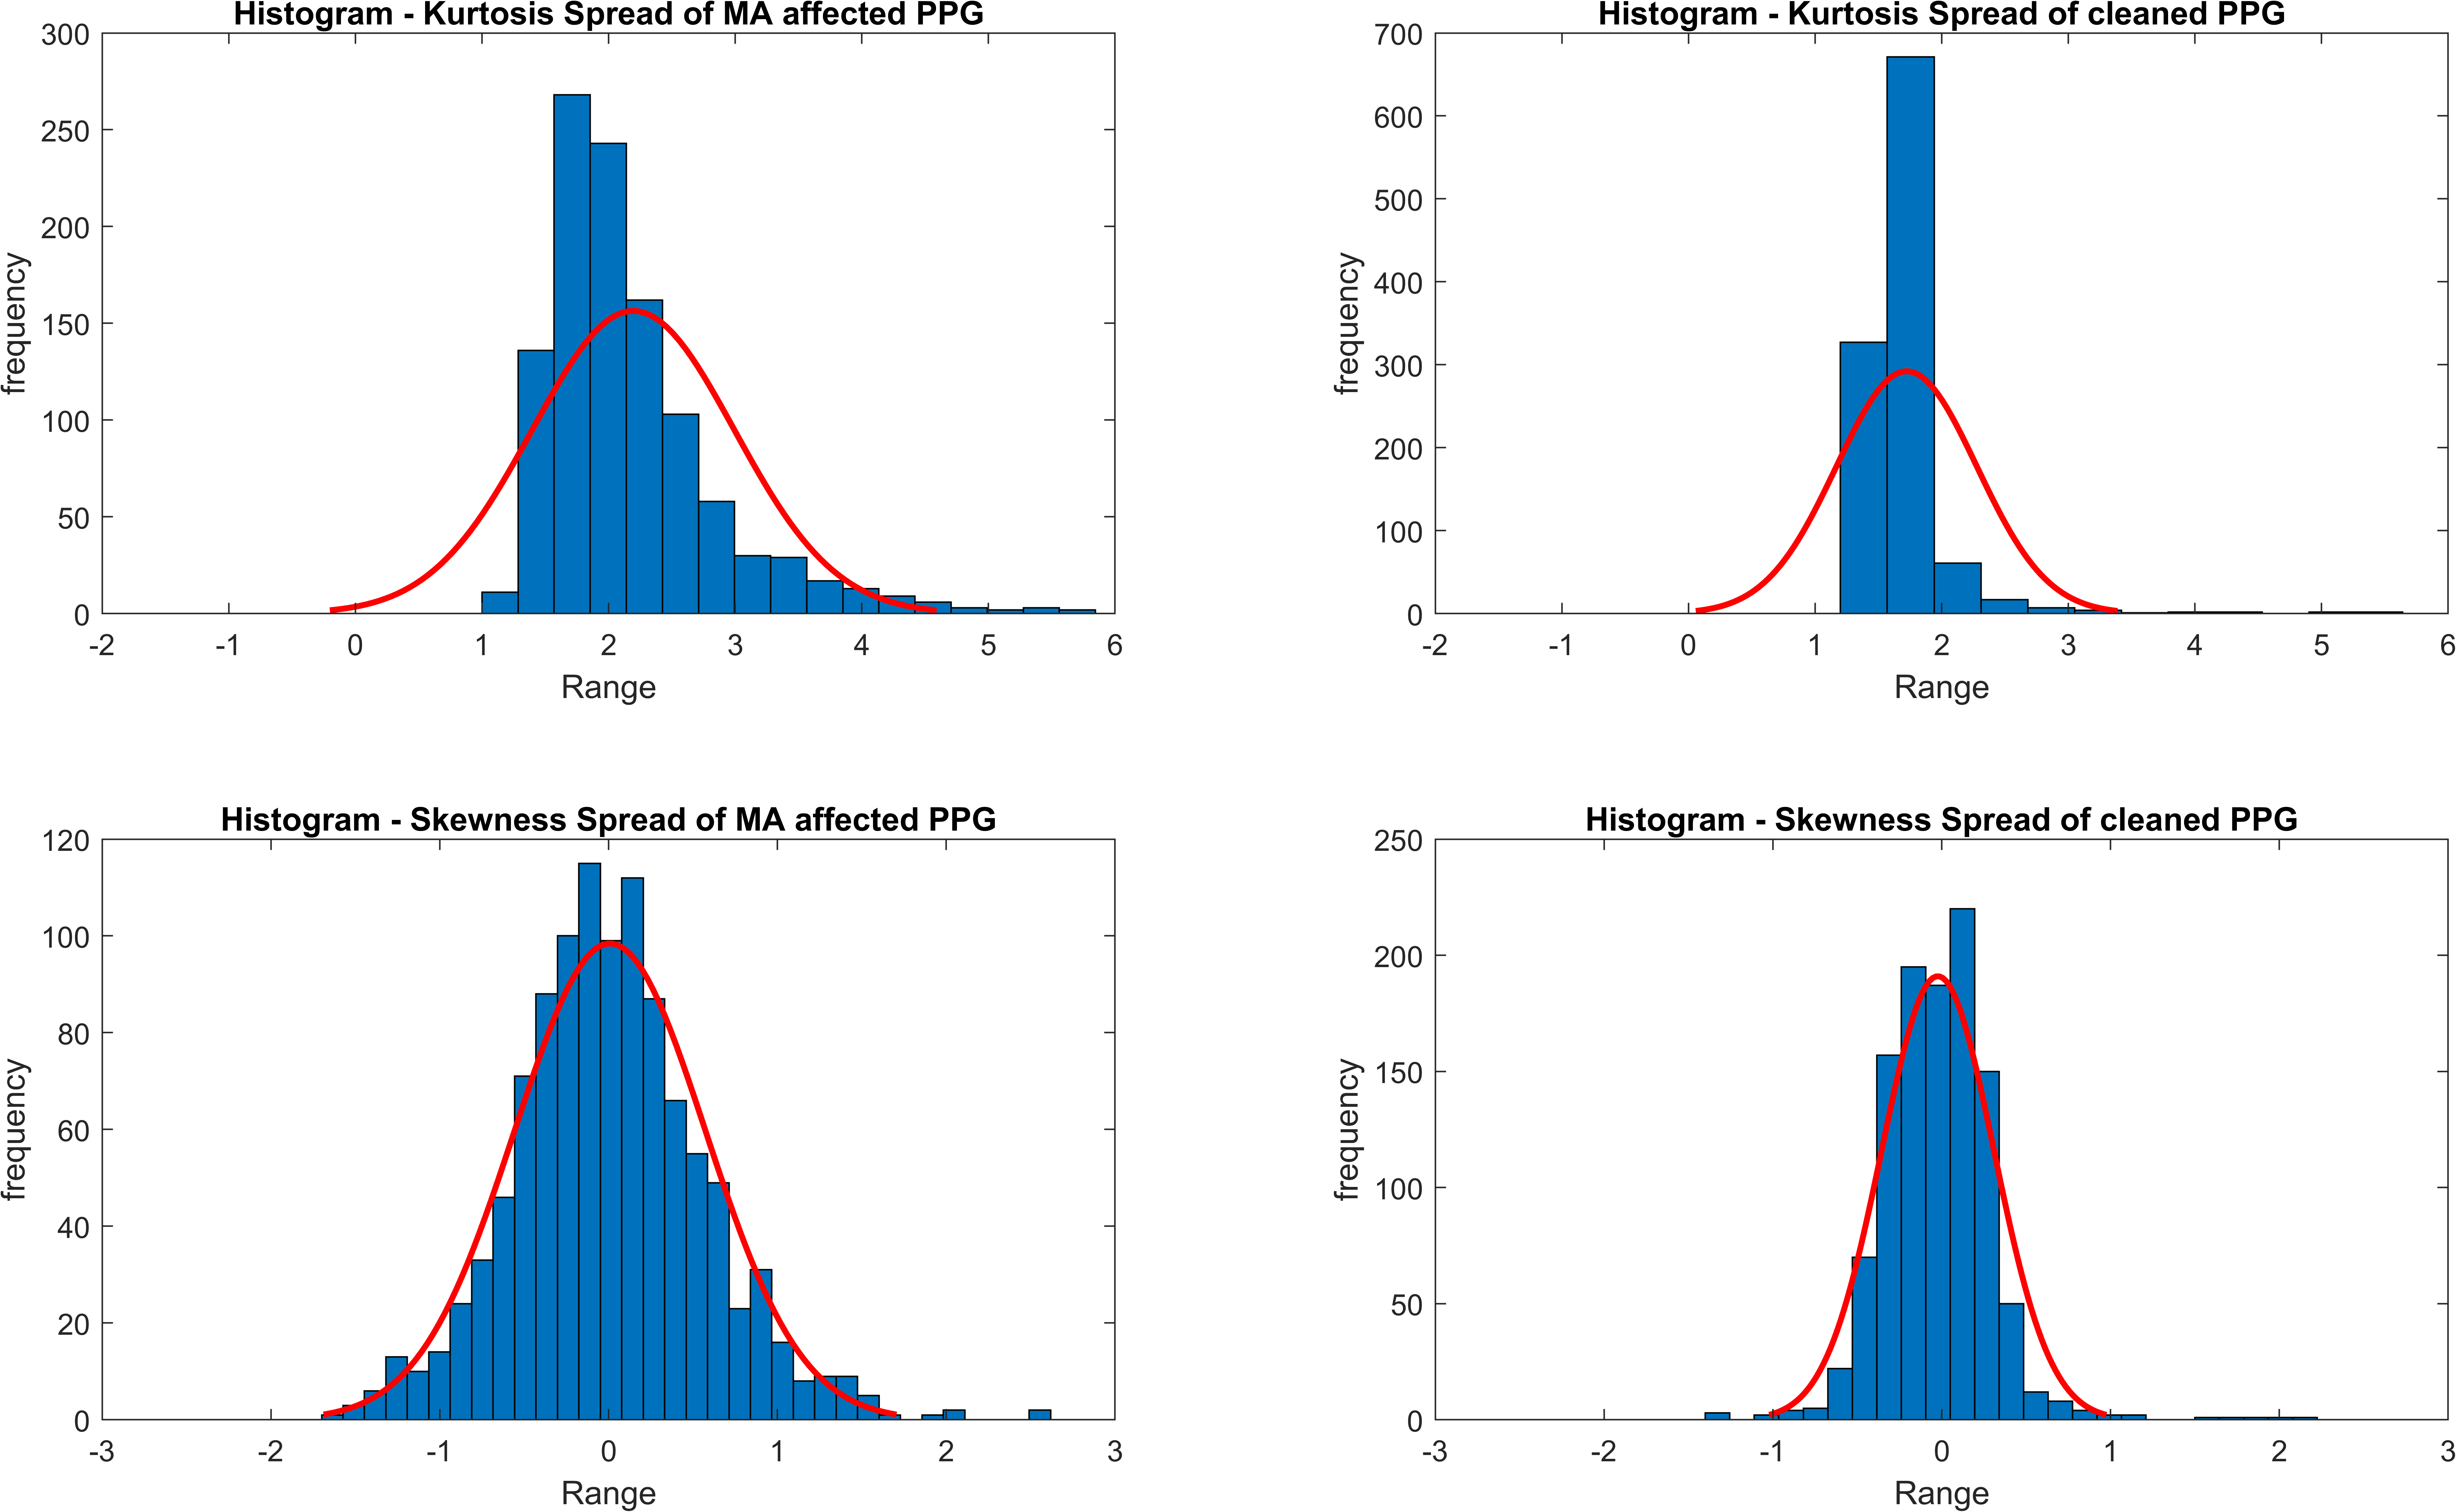 Histogram - Kurtosis Spread of MA affected PPG
300
250
200
150
100
50
0
frequency
-2 -1 0 1 2 3 4 5 6
Range
Histogram - Kurtosis Spread of cleaned PPG
700
600
500
400
300
200
100
0
frequency
-2 -1 0 1 2 3 4 5 6
Range
Histogram - Skewness Spread of MA affected PPG
120
100
80
60
40
20
0
frequency
-3 -2 -1 0 1 2 3
Range
Histogram - Skewness Spread of cleaned PPG
250
200
150
100
50
0
frequency
-3 -2 -1 0 1 2 3
Range